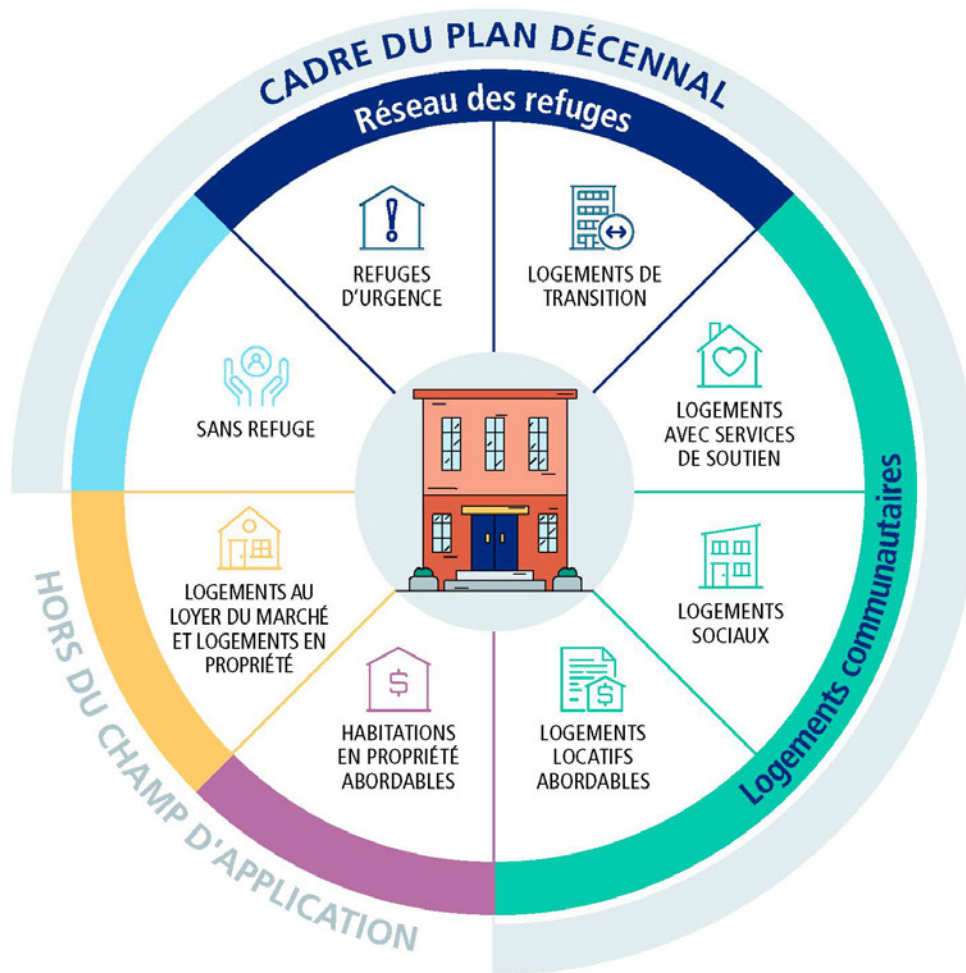 CADRE DU PLAN DÉCENNAL
Réseau des refuges
REFUGES
D'URGENCE
LOGEMENTS DE
TRANSITION
LOGEMENTS
AVEC SERVICES
DE SOUTIEN
SANS REFUGE
Logements communautaires
LOGEMENTS
SOCIAUX
LOGEMENTS AU
LOYER DU MARCHÉ
ET LOGEMENTS EN
PROPRIÉTÉ
HABITATIONS
EN PROPRIÉTÉ
ABORDABLES
LOGEMENTS
LOCATIFS
ABORDABLES
HORS DU CHAMP D'APPLICATION